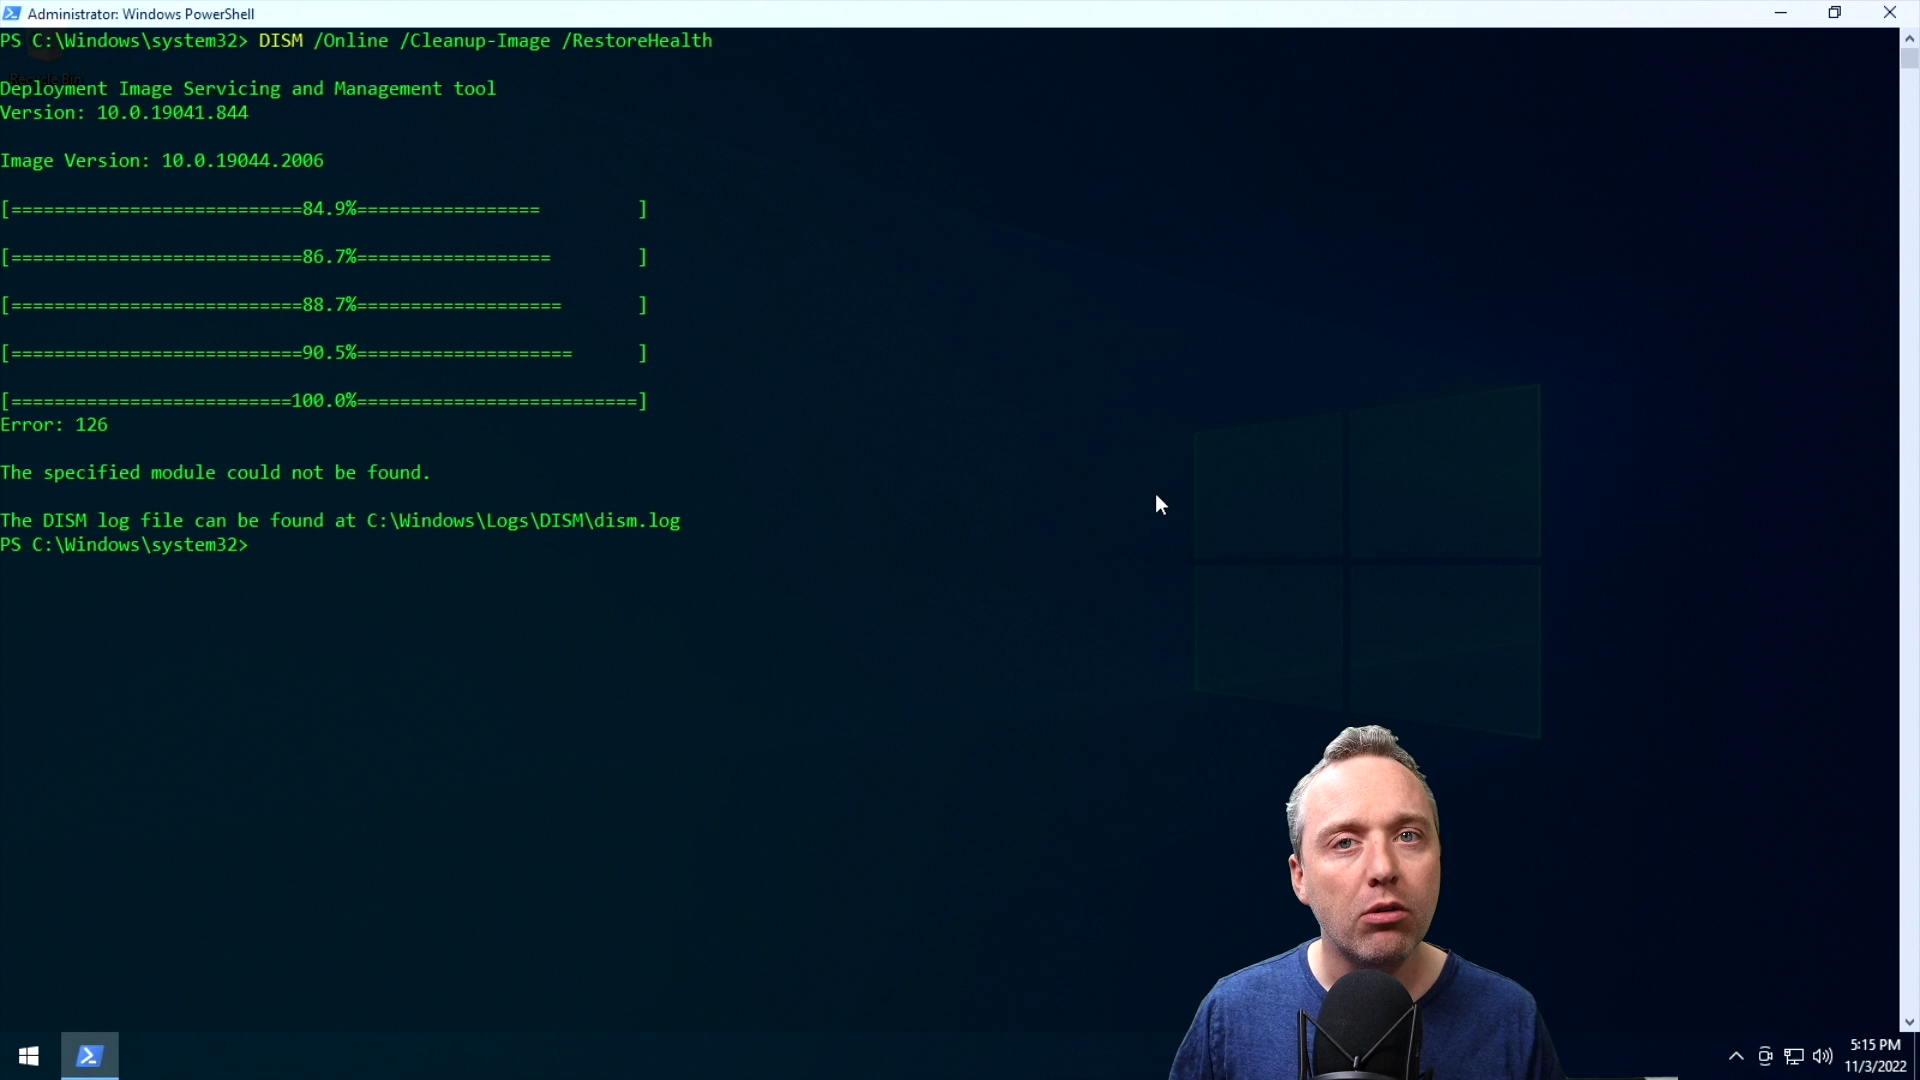 Administrator: Windows PowerShell
PS C:\Windows\system32> DISM /Online /Cleanup-Image /RestoreHealth
Deployment Image Servicing and Management tool
Version: 10.0.19041.844
Image Version: 10.0.19044.2006
[===========================84.9%=================          ]
[===========================86.7%==================         ]
[===========================88.7%===================        ]
[===========================90.5%====================       ]
[==========================100.0%==========================]
Error: 126
The specified module could not be found.
The DISM log file can be found at C:\Windows\Logs\DISM\dism.log
PS C:\Windows\system32>
5:15 PM
11/3/2022